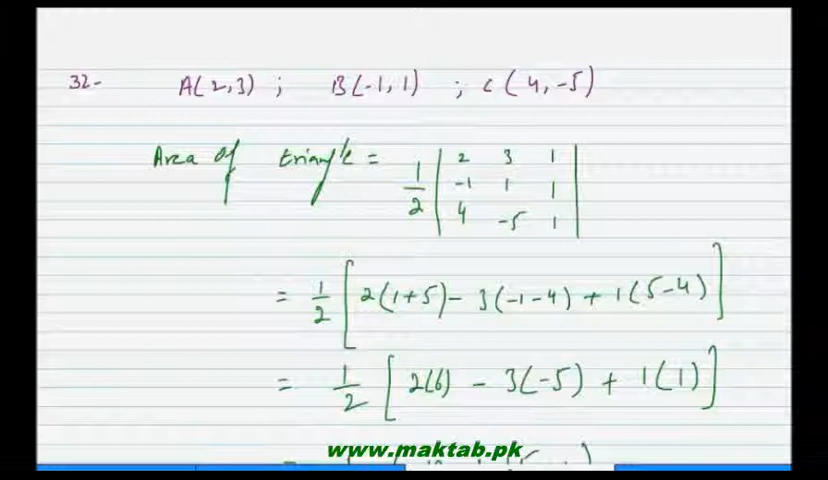 32- A(2,3) ; B(-1,1) ; C(4,-5)
Area of triangle = 1/2 | 2 3 1 |
| -1 1 1 |
| 4 -5 1 |
= 1/2 [ 2(1+5) - 3(-1-4) + 1(5-4) ]
= 1/2 [ 2(6) - 3(-5) + 1(1) ]
www.maktab.pk